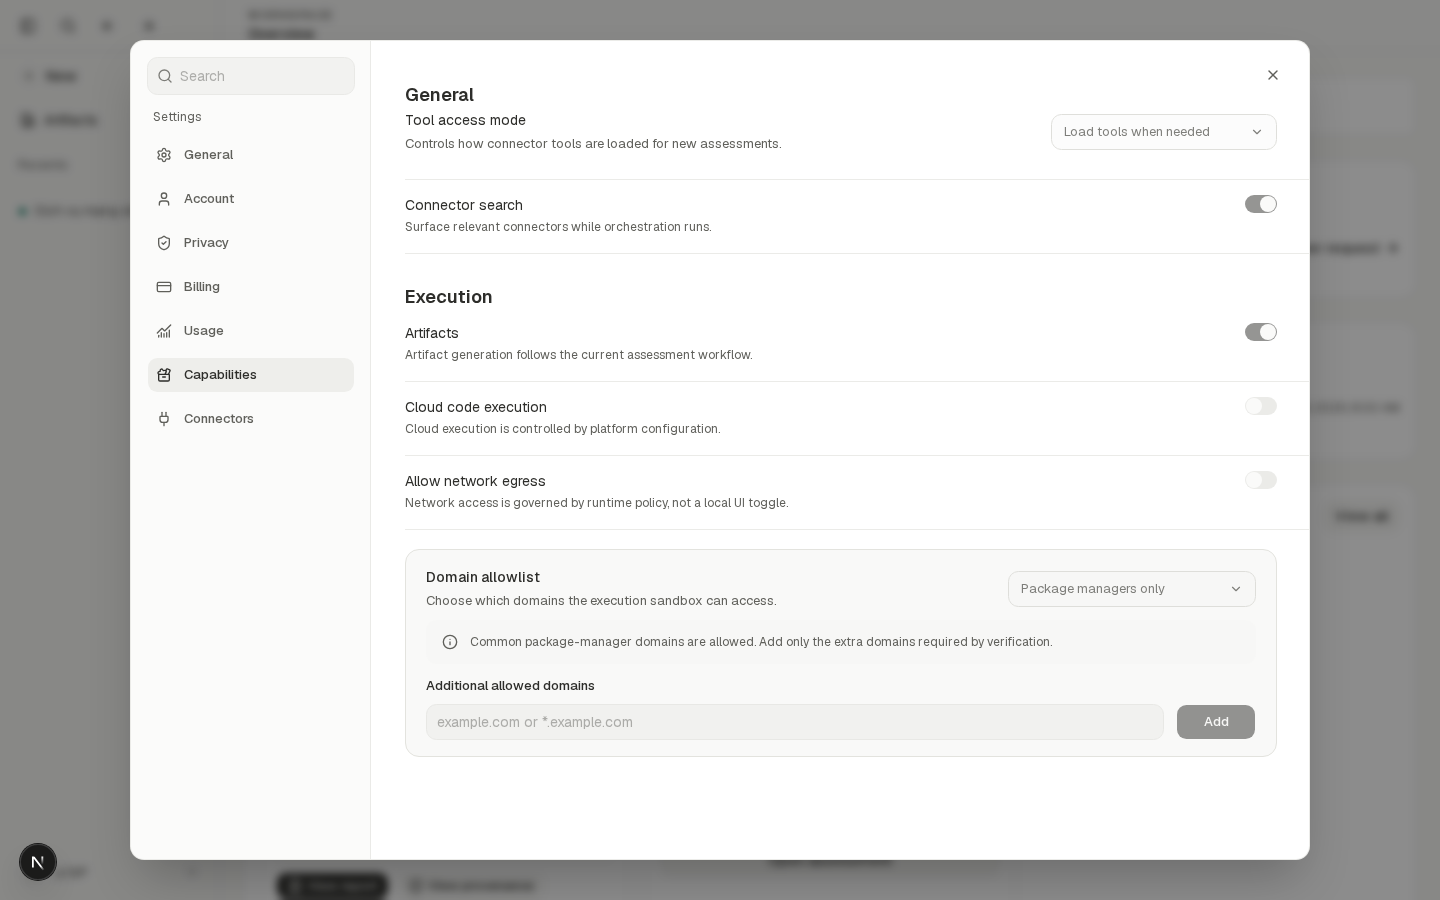 Search
Settings
General
Account
Privacy
Billing
Usage
Capabilities
Connectors
General
Tool access mode
Controls how connector tools are loaded for new assessments.
Load tools when needed
Connector search
Surface relevant connectors while orchestration runs.
Execution
Artifacts
Artifact generation follows the current assessment workflow.
Cloud code execution
Cloud execution is controlled by platform configuration.
Allow network egress
Network access is governed by runtime policy, not a local UI toggle.
Domain allowlist
Choose which domains the execution sandbox can access.
Package managers only
Common package-manager domains are allowed. Add only the extra domains required by verification.
Additional allowed domains
example.com or *.example.com
Add
N